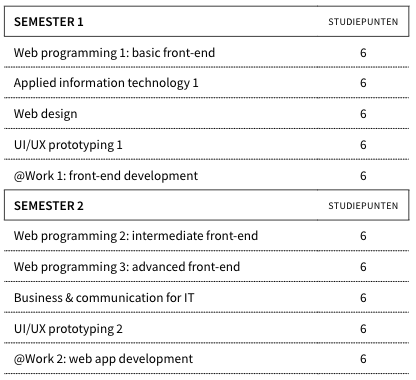 SEMESTER 1 STUDIEPUNTEN
Web programming 1: basic front-end 6
Applied information technology 1 6
Web design 6
UI/UX prototyping 1 6
@Work 1: front-end development 6
SEMESTER 2 STUDIEPUNTEN
Web programming 2: intermediate front-end 6
Web programming 3: advanced front-end 6
Business & communication for IT 6
UI/UX prototyping 2 6
@Work 2: web app development 6